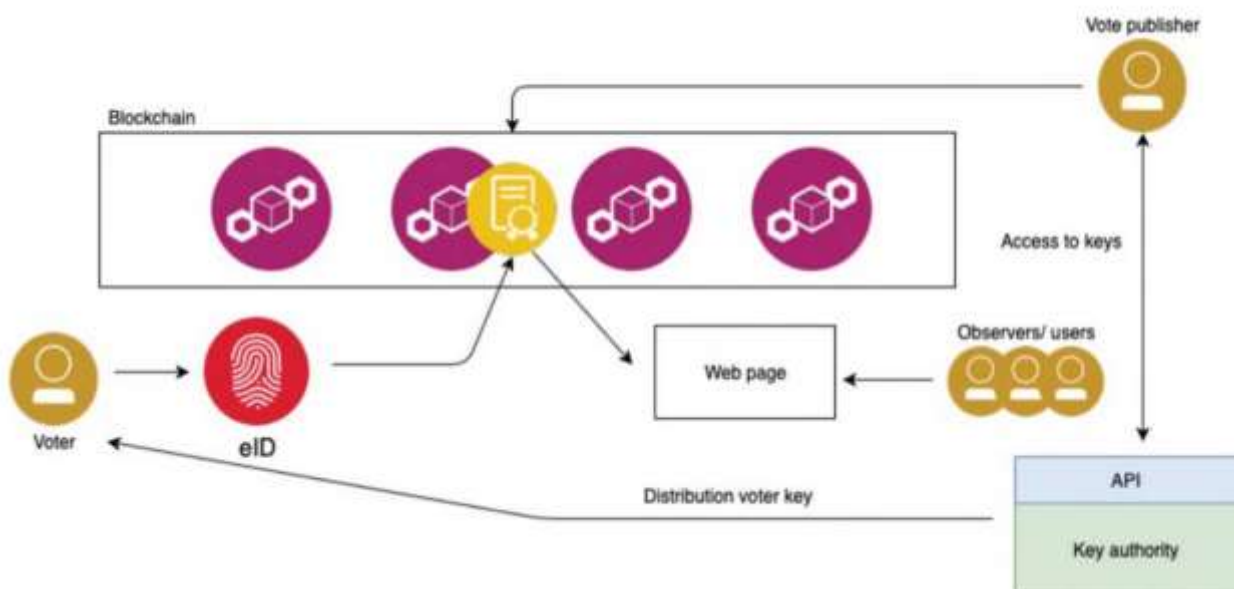 Vote publisher
Blockchain
Access to keys
Observers/ users
Web page
Voter
eID
API
Distribution voter key
Key authority